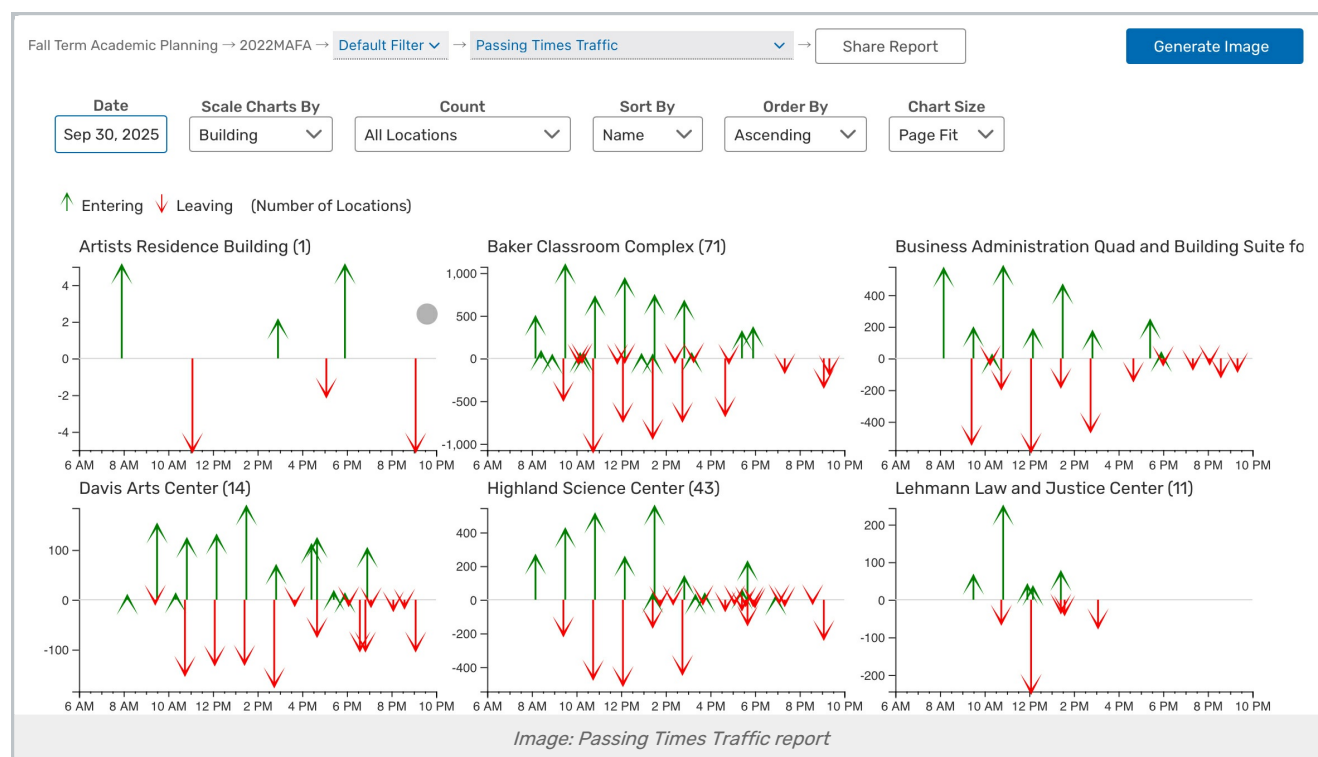 Fall Term Academic Planning → 2022MAFA → Default Filter → Passing Times Traffic → Share Report Generate Image
Date Scale Charts By Count Sort By Order By Chart Size
Sep 30, 2025 Building All Locations Name Ascending Page Fit
Entering Leaving (Number of Locations)
Artists Residence Building (1)
4
2
0
-2
-4
6 AM 8 AM 10 AM 12 PM 2 PM 4 PM 6 PM 8 PM 10 PM
Baker Classroom Complex (71)
1,000
500
0
-500
-1,000
6 AM 8 AM 10 AM 12 PM 2 PM 4 PM 6 PM 8 PM 10 PM
Business Administration Quad and Building Suite fo
400
200
0
-200
-400
6 AM 8 AM 10 AM 12 PM 2 PM 4 PM 6 PM 8 PM 10 PM
Davis Arts Center (14)
100
0
-100
6 AM 8 AM 10 AM 12 PM 2 PM 4 PM 6 PM 8 PM 10 PM
Highland Science Center (43)
400
200
0
-200
-400
6 AM 8 AM 10 AM 12 PM 2 PM 4 PM 6 PM 8 PM 10 PM
Lehmann Law and Justice Center (11)
200
100
0
-100
-200
6 AM 8 AM 10 AM 12 PM 2 PM 4 PM 6 PM 8 PM 10 PM
Image: Passing Times Traffic report